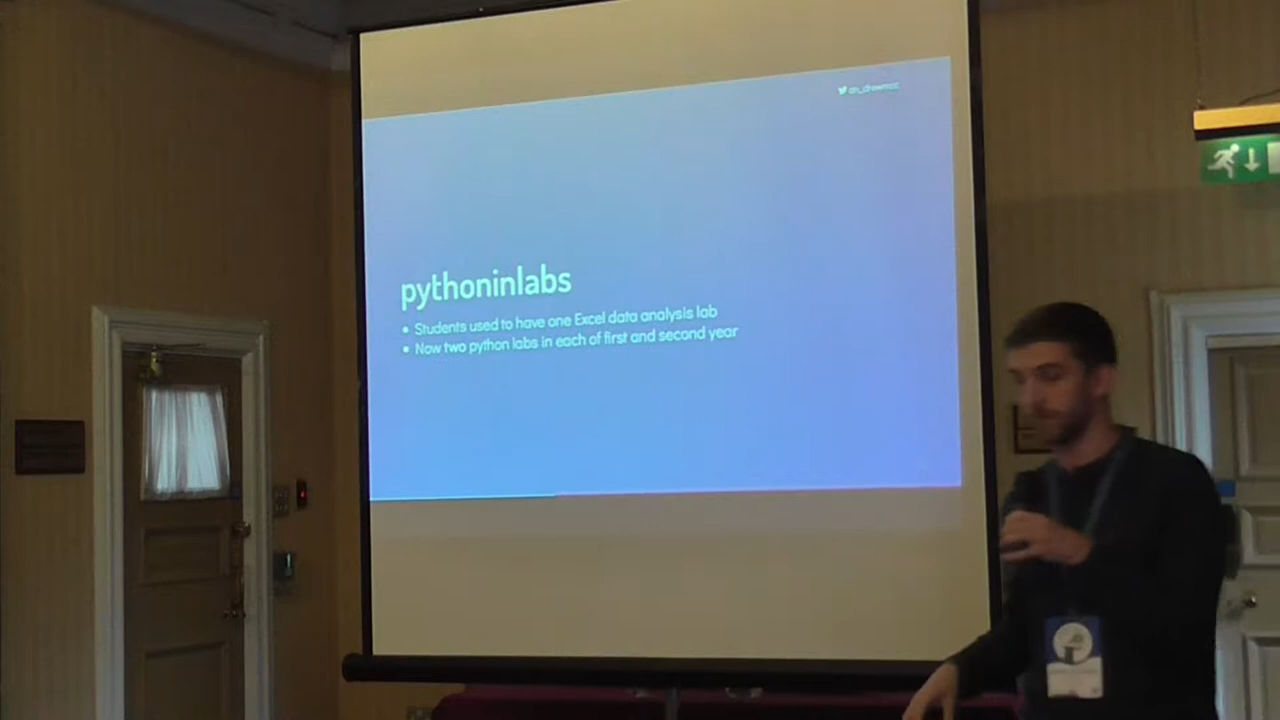 pythoninlabs
• Students used to have one Excel data analysis lab
• Now two python labs in each of first and second year